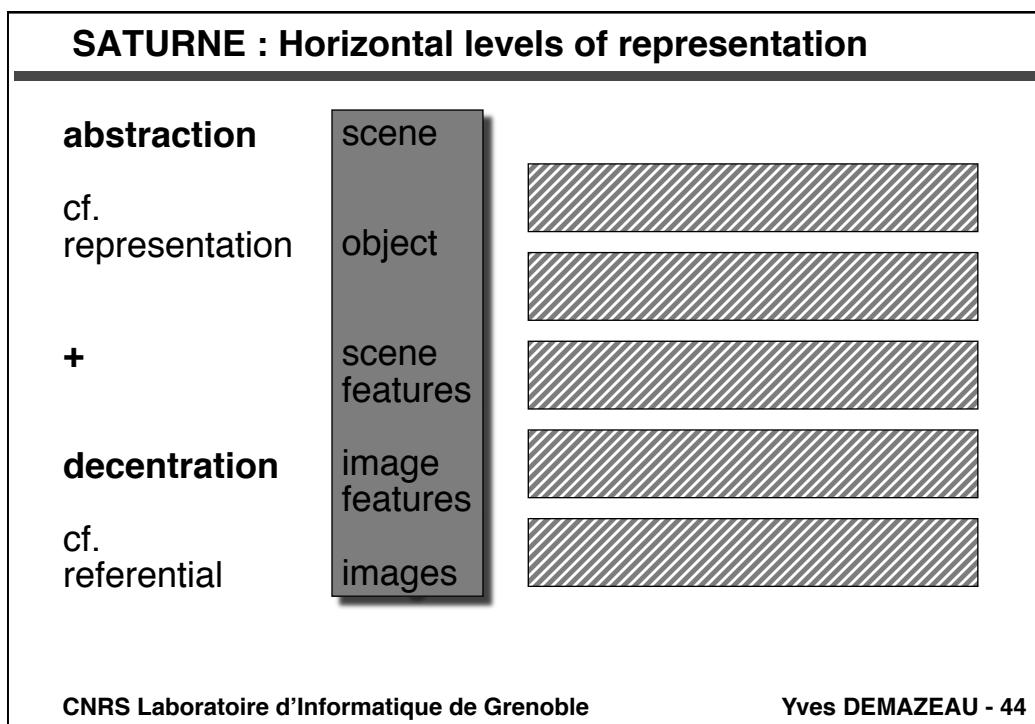 SATURNE : Horizontal levels of representation
abstraction
cf.
representation
+
decentration
cf.
referential
scene
object
scene
features
image
features
images
CNRS Laboratoire d'Informatique de Grenoble
Yves DEMAZEAU - 44